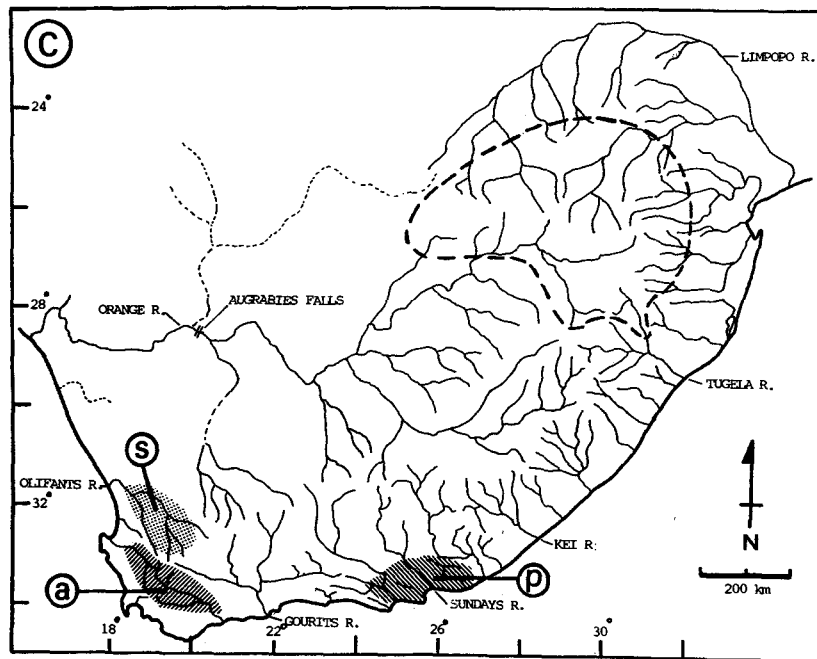 C
LIMPOPO R.
24°
28°
ORANGE R.
AUGRABIES FALLS
TUGELA R.
S
OLIFANTS R.
32°
KEI R.
N
a
p
200 km
SUNDAYS R.
GOURITS R.
18°
22°
26°
30°